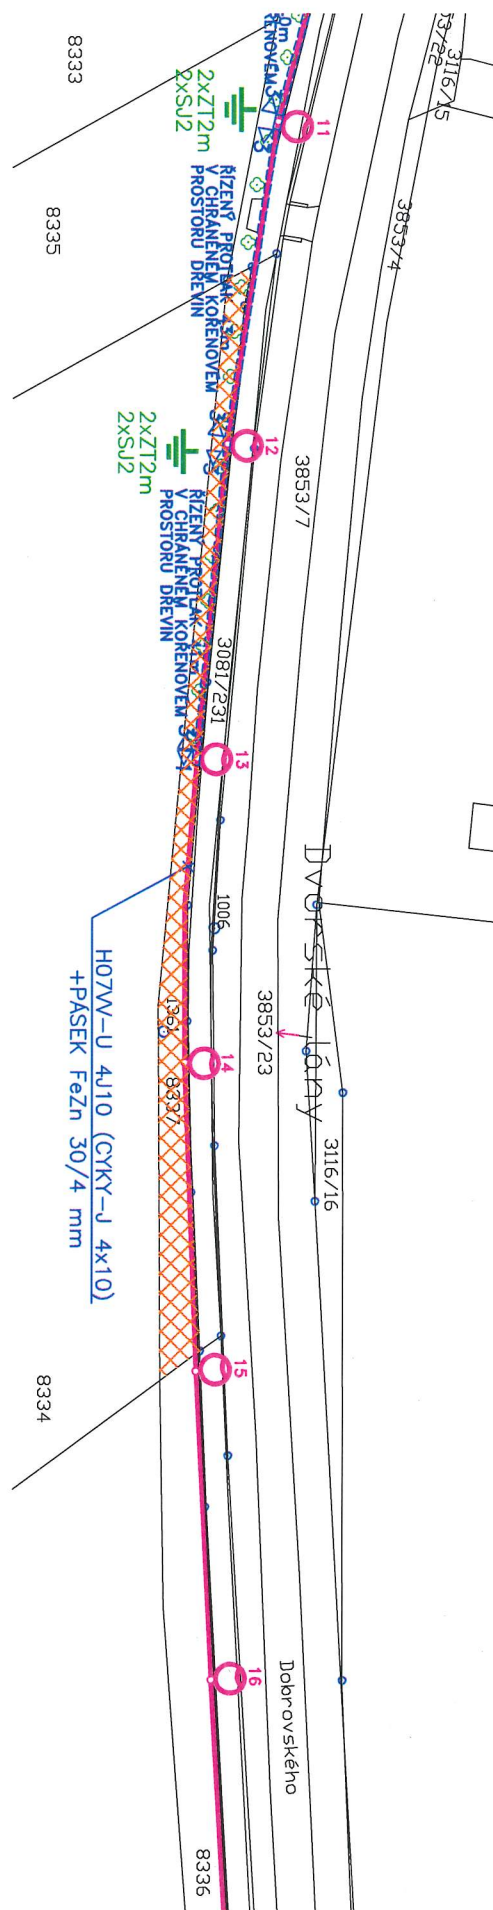 8333
3116/15
11
2xZT2m
2xSJ2
8335
3853/4
ŘÍZENÝ PROTLAK
V CHRÁNĚNÉM KOŘENOVÉM
PROSTORU DŘEVIN
12
2xZT2m
2xSJ2
3853/7
ŘÍZENÝ PROTLAK
V CHRÁNĚNÉM KOŘENOVÉM
PROSTORU DŘEVIN
3081/231
13
Dvorské lány
1006
H07VV-U 4J10 (CYKY-J 4x10)
+PÁSEK FeZn 30/4 mm
3853/23
1361
8337
14
3116/16
15
8334
16
Dobrovského
8336